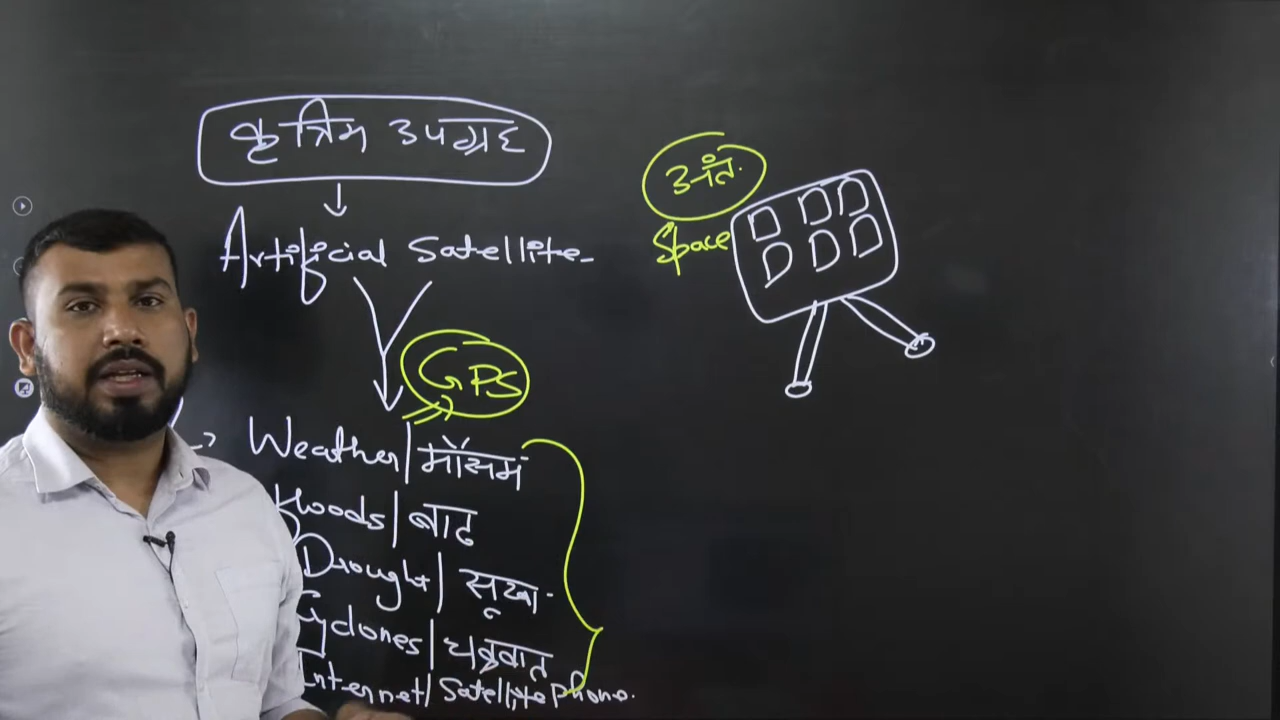 कृत्रिम उपग्रह
Artificial Satellite
GPS
Weather | मौसम
Floods | बाढ
Drought | सूखा
Cyclones | चक्रवात
Internet | Satellite phone.
अंत.
Space